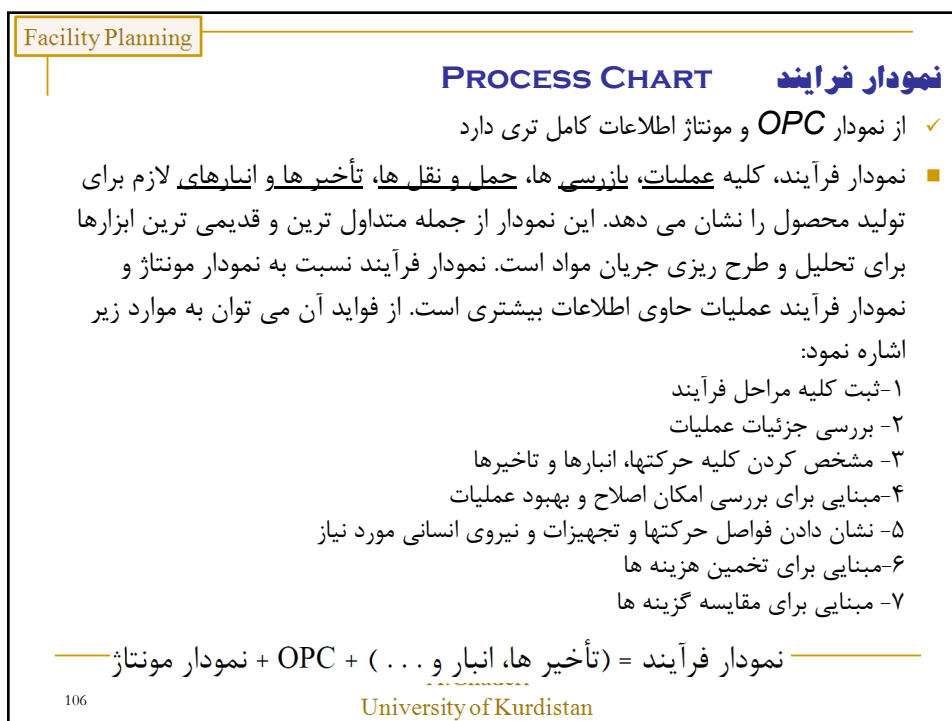 Facility Planning
نمودار فرایند PROCESS CHART
از نمودار OPC و مونتاژ اطلاعات کامل تری دارد
نمودار فرآیند، کلیه عملیات، بازرسی ها، حمل و نقل ها، تأخیر ها و انبارهای لازم برای
تولید محصول را نشان می دهد. این نمودار از جمله متداول ترین و قدیمی ترین ابزارها
برای تحلیل و طرح ریزی جریان مواد است. نمودار فرآیند نسبت به نمودار مونتاژ و
نمودار فرآیند عملیات حاوی اطلاعات بیشتری است. از فواید آن می توان به موارد زیر
اشاره نمود:
۱-ثبت کلیه مراحل فرآیند
۲- بررسی جزئیات عملیات
۳- مشخص کردن کلیه حرکتها، انبارها و تاخیرها
۴-مبنایی برای بررسی امکان اصلاح و بهبود عملیات
۵- نشان دادن فواصل حرکتها و تجهیزات و نیروی انسانی مورد نیاز
۶-مبنایی برای تخمین هزینه ها
۷- مبنایی برای مقایسه گزینه ها
نمودار فرآیند = (تأخیر ها، انبار و . . . ) + OPC + نمودار مونتاژ
106
University of Kurdistan